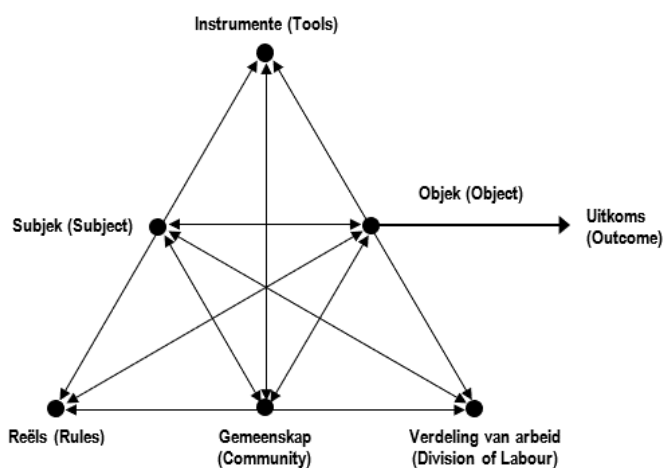 Instrumente (Tools)
Objek (Object)
Subjek (Subject)
Uitkoms
(Outcome)
Reëls (Rules)
Gemeenskap
(Community)
Verdeling van arbeid
(Division of Labour)